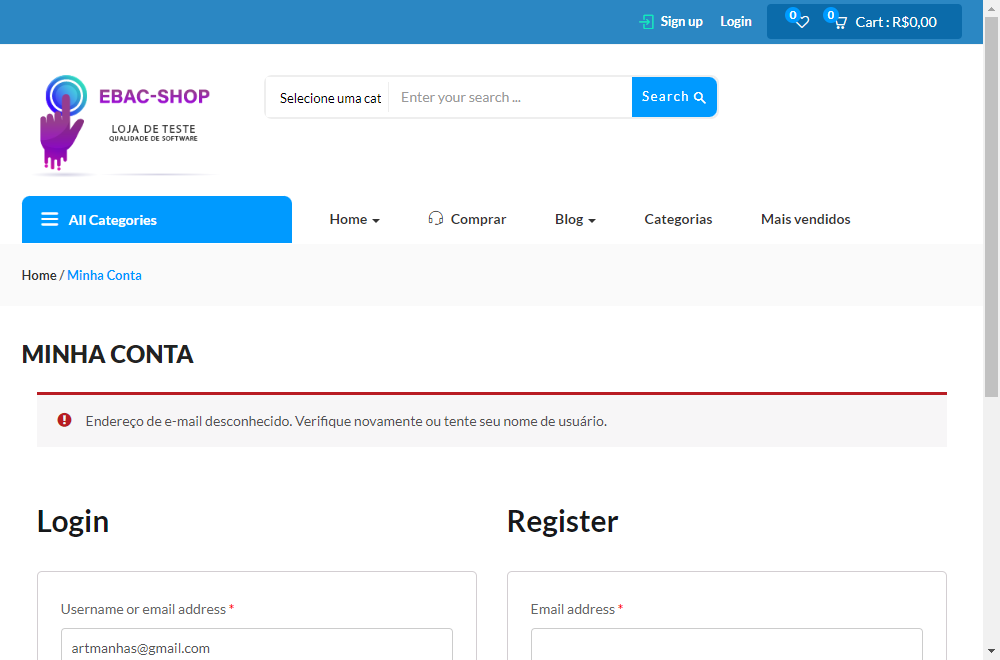 Sign up Login 0 0 Cart : R$0,00
EBAC-SHOP
LOJA DE TESTE
QUALIDADE DE SOFTWARE
Selecione uma cat Enter your search ... Search
All Categories Home Comprar Blog Categorias Mais vendidos
Home / Minha Conta
MINHA CONTA
Endereço de e-mail desconhecido. Verifique novamente ou tente seu nome de usuário.
Login Register
Username or email address * Email address *
artmanhas@gmail.com